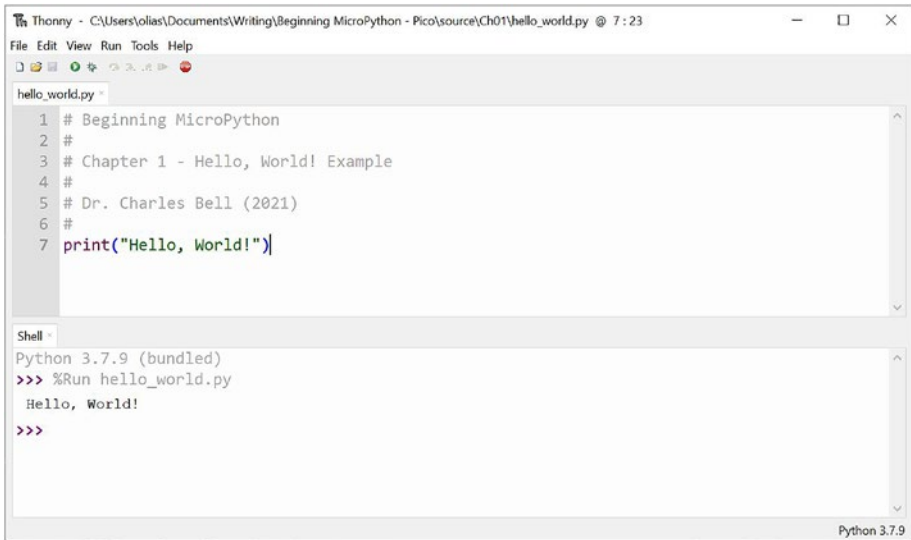 Thonny - C:\Users\olias\Documents\Writing\Beginning MicroPython - Pico\source\Ch01\hello_world.py @ 7:23
File Edit View Run Tools Help
hello_world.py
1 # Beginning MicroPython
2 #
3 # Chapter 1 - Hello, World! Example
4 #
5 # Dr. Charles Bell (2021)
6 #
7 print("Hello, World!")
Shell
Python 3.7.9 (bundled)
>>> %Run hello_world.py
Hello, World!
>>>
Python 3.7.9